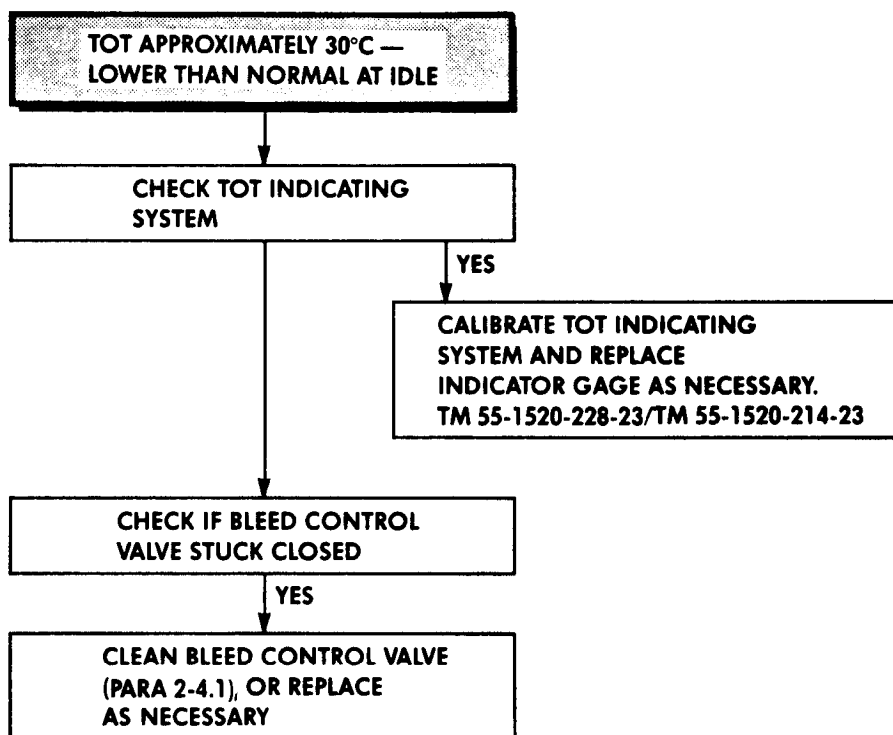 TOT APPROXIMATELY 30°C —
LOWER THAN NORMAL AT IDLE
CHECK TOT INDICATING
SYSTEM
YES
CALIBRATE TOT INDICATING
SYSTEM AND REPLACE
INDICATOR GAGE AS NECESSARY.
TM 55-1520-228-23/TM 55-1520-214-23
CHECK IF BLEED CONTROL
VALVE STUCK CLOSED
YES
CLEAN BLEED CONTROL VALVE
(PARA 2-4.1), OR REPLACE
AS NECESSARY